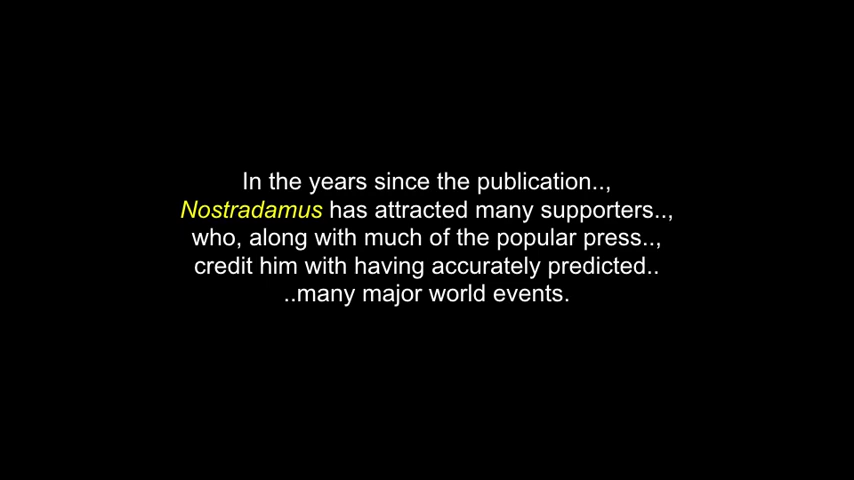 In the years since the publication..,
Nostradamus has attracted many supporters..,
who, along with much of the popular press..,
credit him with having accurately predicted..
..many major world events.